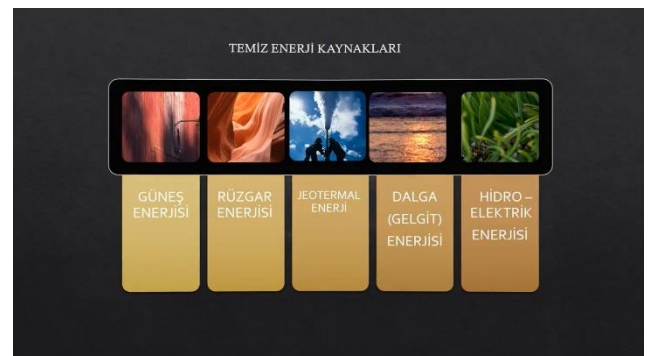 TEMİZ ENERJİ KAYNAKLARI
GÜNEŞ
ENERJİSİ
RÜZGAR
ENERJİSİ
JEOTERMAL
ENERJİ
DALGA
(GELGİT)
ENERJİSİ
HİDRO –
ELEKTRİK
ENERJİSİ